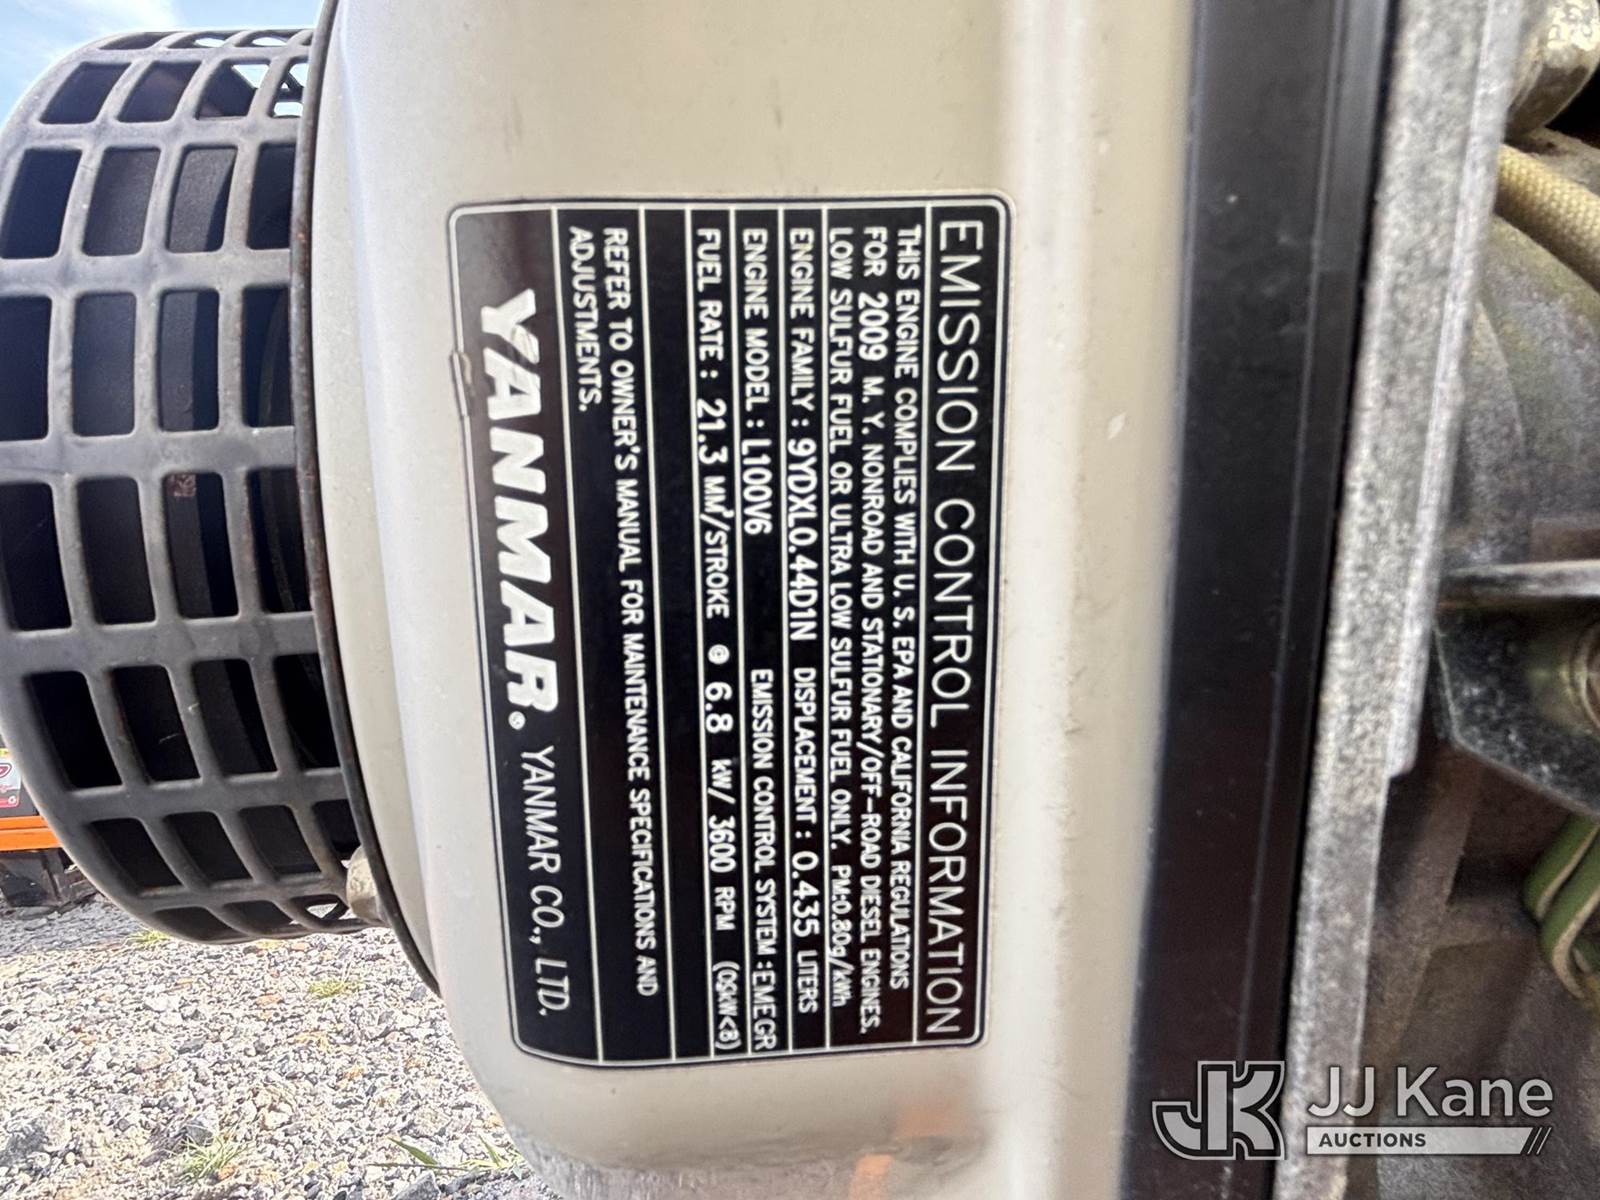 EMISSION CONTROL INFORMATION
THIS ENGINE COMPLIES WITH U. S. EPA AND CALIFORNIA REGULATIONS
FOR 2009 M. Y. NONROAD AND STATIONARY/OFF-ROAD DIESEL ENGINES.
LOW SULFUR FUEL OR ULTRA LOW SULFUR FUEL ONLY. PM:0.80g/kWh
ENGINE FAMILY : 9YDXL0.44D1N DISPLACEMENT : 0.435 LITERS
ENGINE MODEL : L100V6 EMISSION CONTROL SYSTEM : EMEGR
FUEL RATE : 21.3 MM³/STROKE @ 6.8 kW/ 3600 RPM (0≤kW<8)
REFER TO OWNER'S MANUAL FOR MAINTENANCE SPECIFICATIONS AND
ADJUSTMENTS.
YANMAR® YANMAR CO., LTD.
JK JJ Kane
AUCTIONS